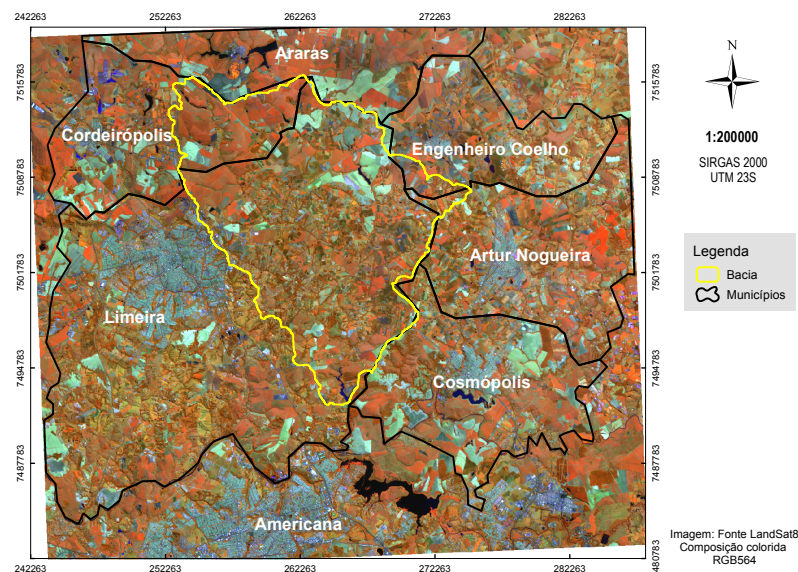 242263 252263 262263 272263 282263
7515783
7508783
7501783
7494783
7487783
7515783
7508783
7501783
7494783
7487783
480783
Araras
Cordeirópolis
Engenheiro Coelho
Artur Nogueira
Limeira
Cosmópolis
Americana
242263 252263 262263 272263 282263
N
1:200000
SIRGAS 2000
UTM 23S
Legenda
Bacia
Municípios
Imagem: Fonte LandSat8
Composição colorida
RGB564